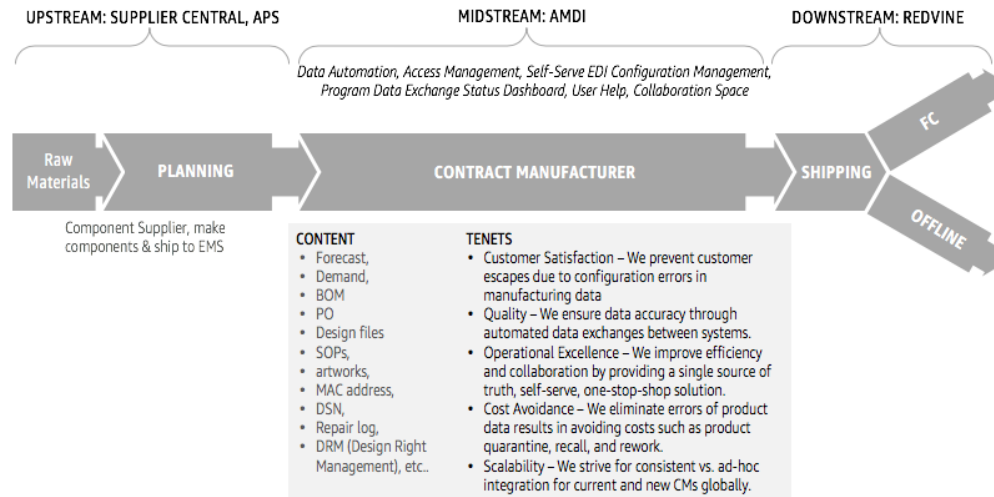 UPSTREAM: SUPPLIER CENTRAL, APS
MIDSTREAM: AMDI
DOWNSTREAM: REDVINE
Data Automation, Access Management, Self-Serve EDI Configuration Management,
Program Data Exchange Status Dashboard, User Help, Collaboration Space
Raw
Materials
PLANNING
CONTRACT MANUFACTURER
SHIPPING
FC
OFFLINE
Component Supplier, make
components & ship to EMS
CONTENT
• Forecast,
• Demand,
• BOM
• PO
• Design files
• SOPs,
• artworks,
• MAC address,
• DSN,
• Repair log,
• DRM (Design Right
Management), etc..
TENETS
• Customer Satisfaction – We prevent customer
escapes due to configuration errors in
manufacturing data
• Quality – We ensure data accuracy through
automated data exchanges between systems.
• Operational Excellence – We improve efficiency
and collaboration by providing a single source of
truth, self-serve, one-stop-shop solution.
• Cost Avoidance – We eliminate errors of product
data results in avoiding costs such as product
quarantine, recall, and rework.
• Scalability – We strive for consistent vs. ad-hoc
integration for current and new CMs globally.